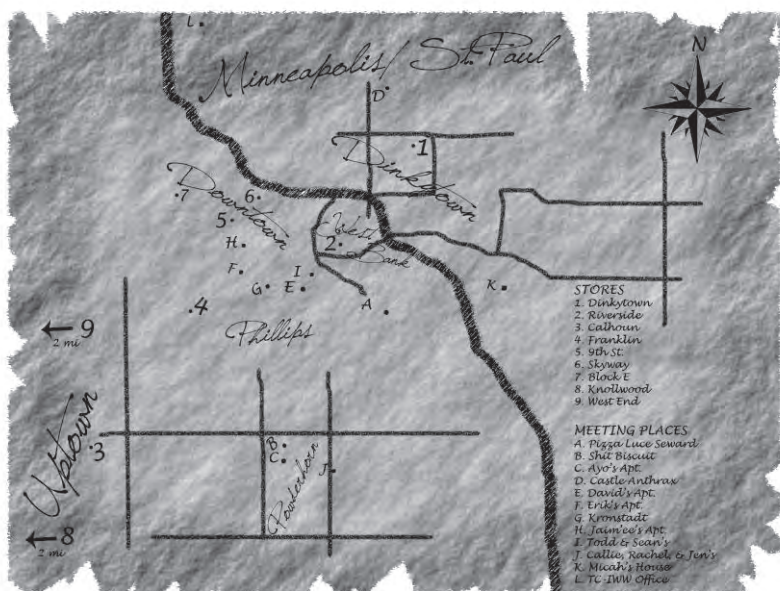 L
Minneapolis/ St. Paul
N
D
Dinktown
1
7
Downtown
6
5
West
2
Bank
H
F
I
G
E
A
K
4
Phillips
9
2 mi
Uptown
3
B
C
Powderhorn
J
8
2 mi
STORES
1. Dinkytown
2. Riverside
3. Calhoun
4. Franklin
5. 9th St.
6. Skyway
7. Block E
8. Knollwood
9. West End
MEETING PLACES
A. Pizza Luce Seward
B. Shit Biscuit
C. Ayo's Apt.
D. Castle Anthrax
E. David's Apt.
F. Erik's Apt.
G. Kronstadt
H. Jaim'ee's Apt
I. Todd & Sean's
J. Callie, Rachel, & Jen's
K. Micah's House
L. TC-IWW Office